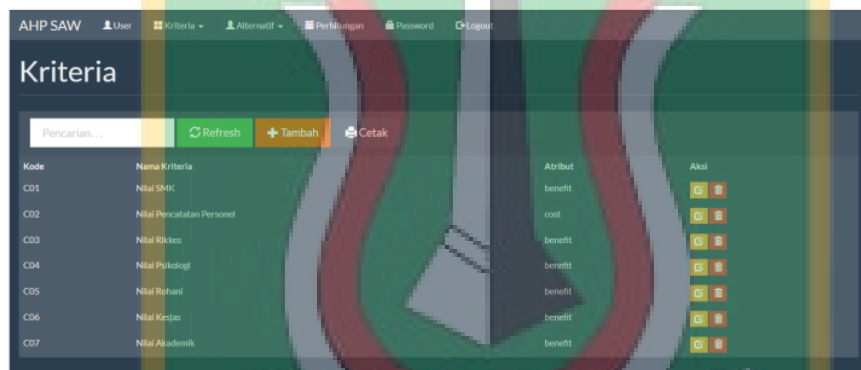 AHP SAW User Kriteria Alternatif Perhitungan Password Logout
Kriteria
Pencarian... Refresh Tambah Cetak
Kode Nama Kriteria Atribut Aksi
C01 Nilai SMK benefit
C02 Nilai Pencatatan Personel cost
C03 Nilai Rikkes benefit
C04 Nilai Psikologi benefit
C05 Nilai Rohani benefit
C06 Nilai Kesjas benefit
C07 Nilai Akademik benefit